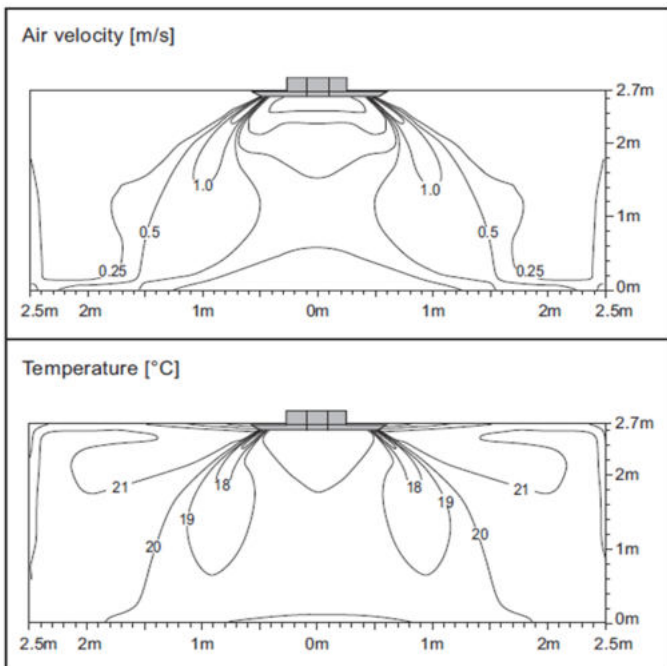 Air velocity [m/s]
2.7m
2m
1.0 1.0
1m
0.5 0.5
0.25 0.25
0m
2.5m 2m 1m 0m 1m 2m 2.5m
Temperature [°C]
2.7m
2m
21 18 18 21
19 19
20 20
1m
0m
2.5m 2m 1m 0m 1m 2m 2.5m